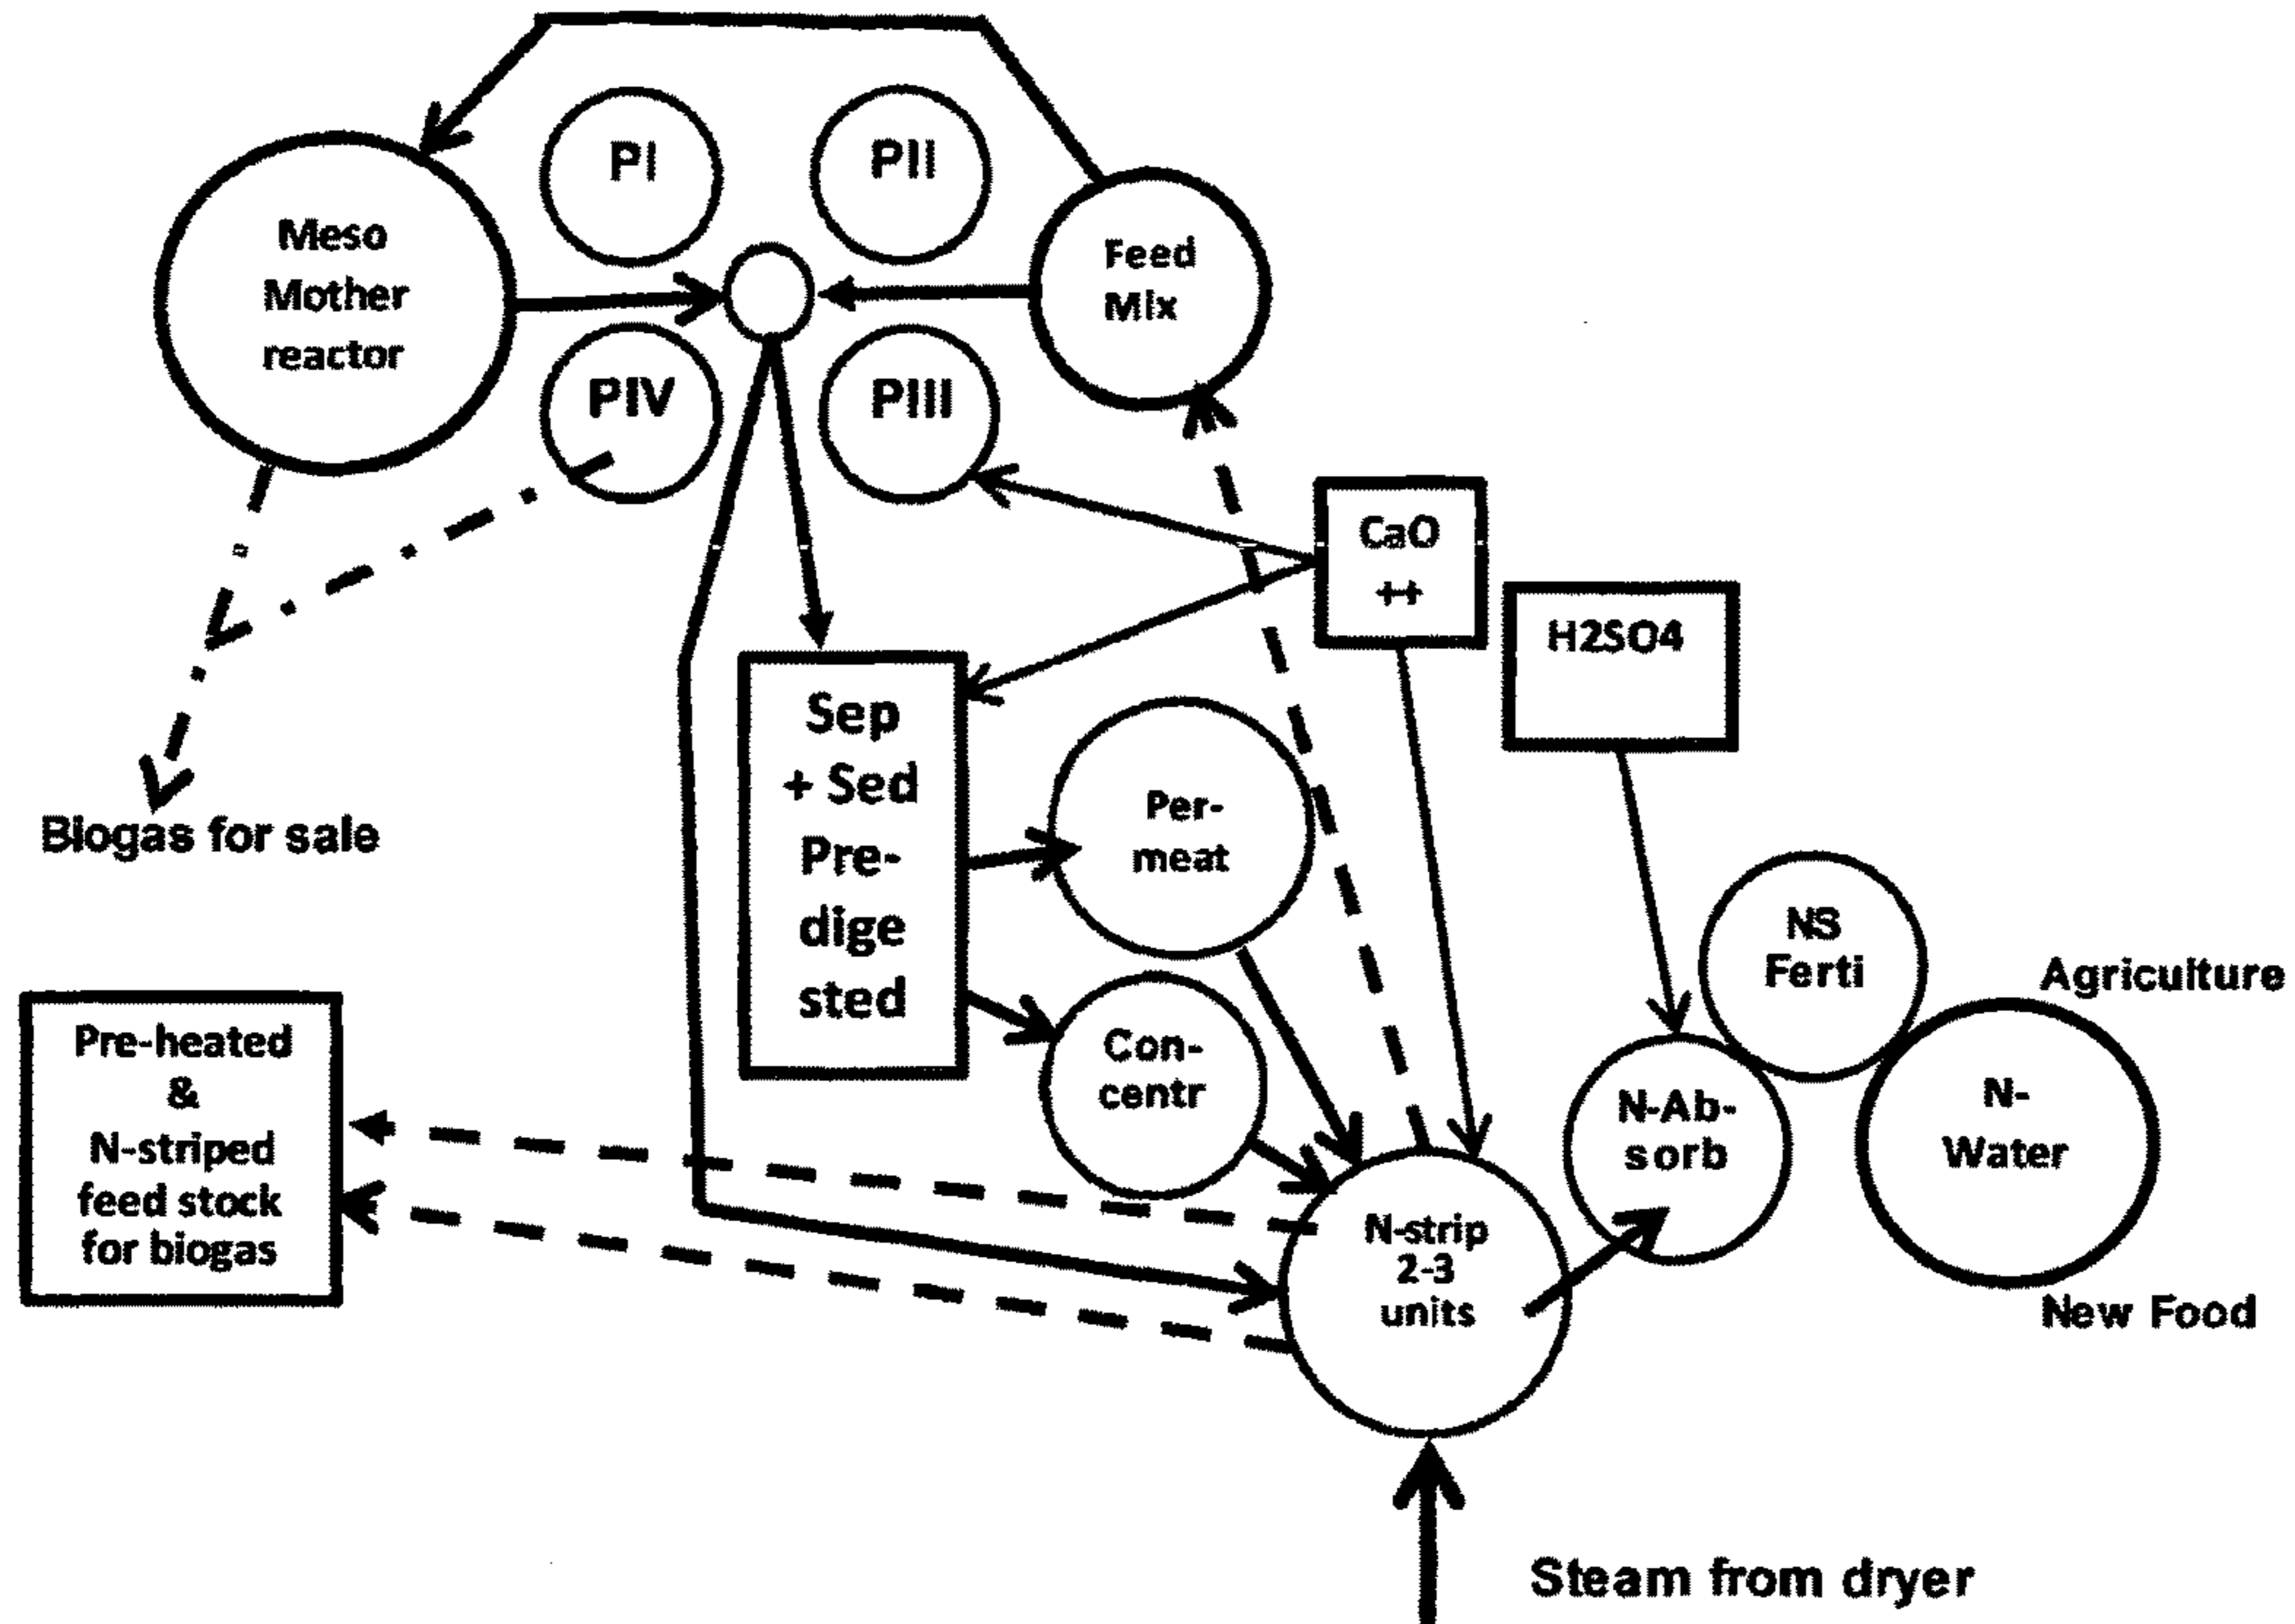 PI
PII
Meso
Mother
reactor
Feed
Mix
PIV
PIII
CaO
++
H2SO4
Sep
+ Sed
Pre-
dige
sted
Per-
meat
Biogas for sale
NS
Ferti
Agriculture
Pre-heated
&
N-striped
feed stock
for biogas
Con-
centr
N-Ab-
sorb
N-
Water
N-strip
2-3
units
New Food
Steam from dryer